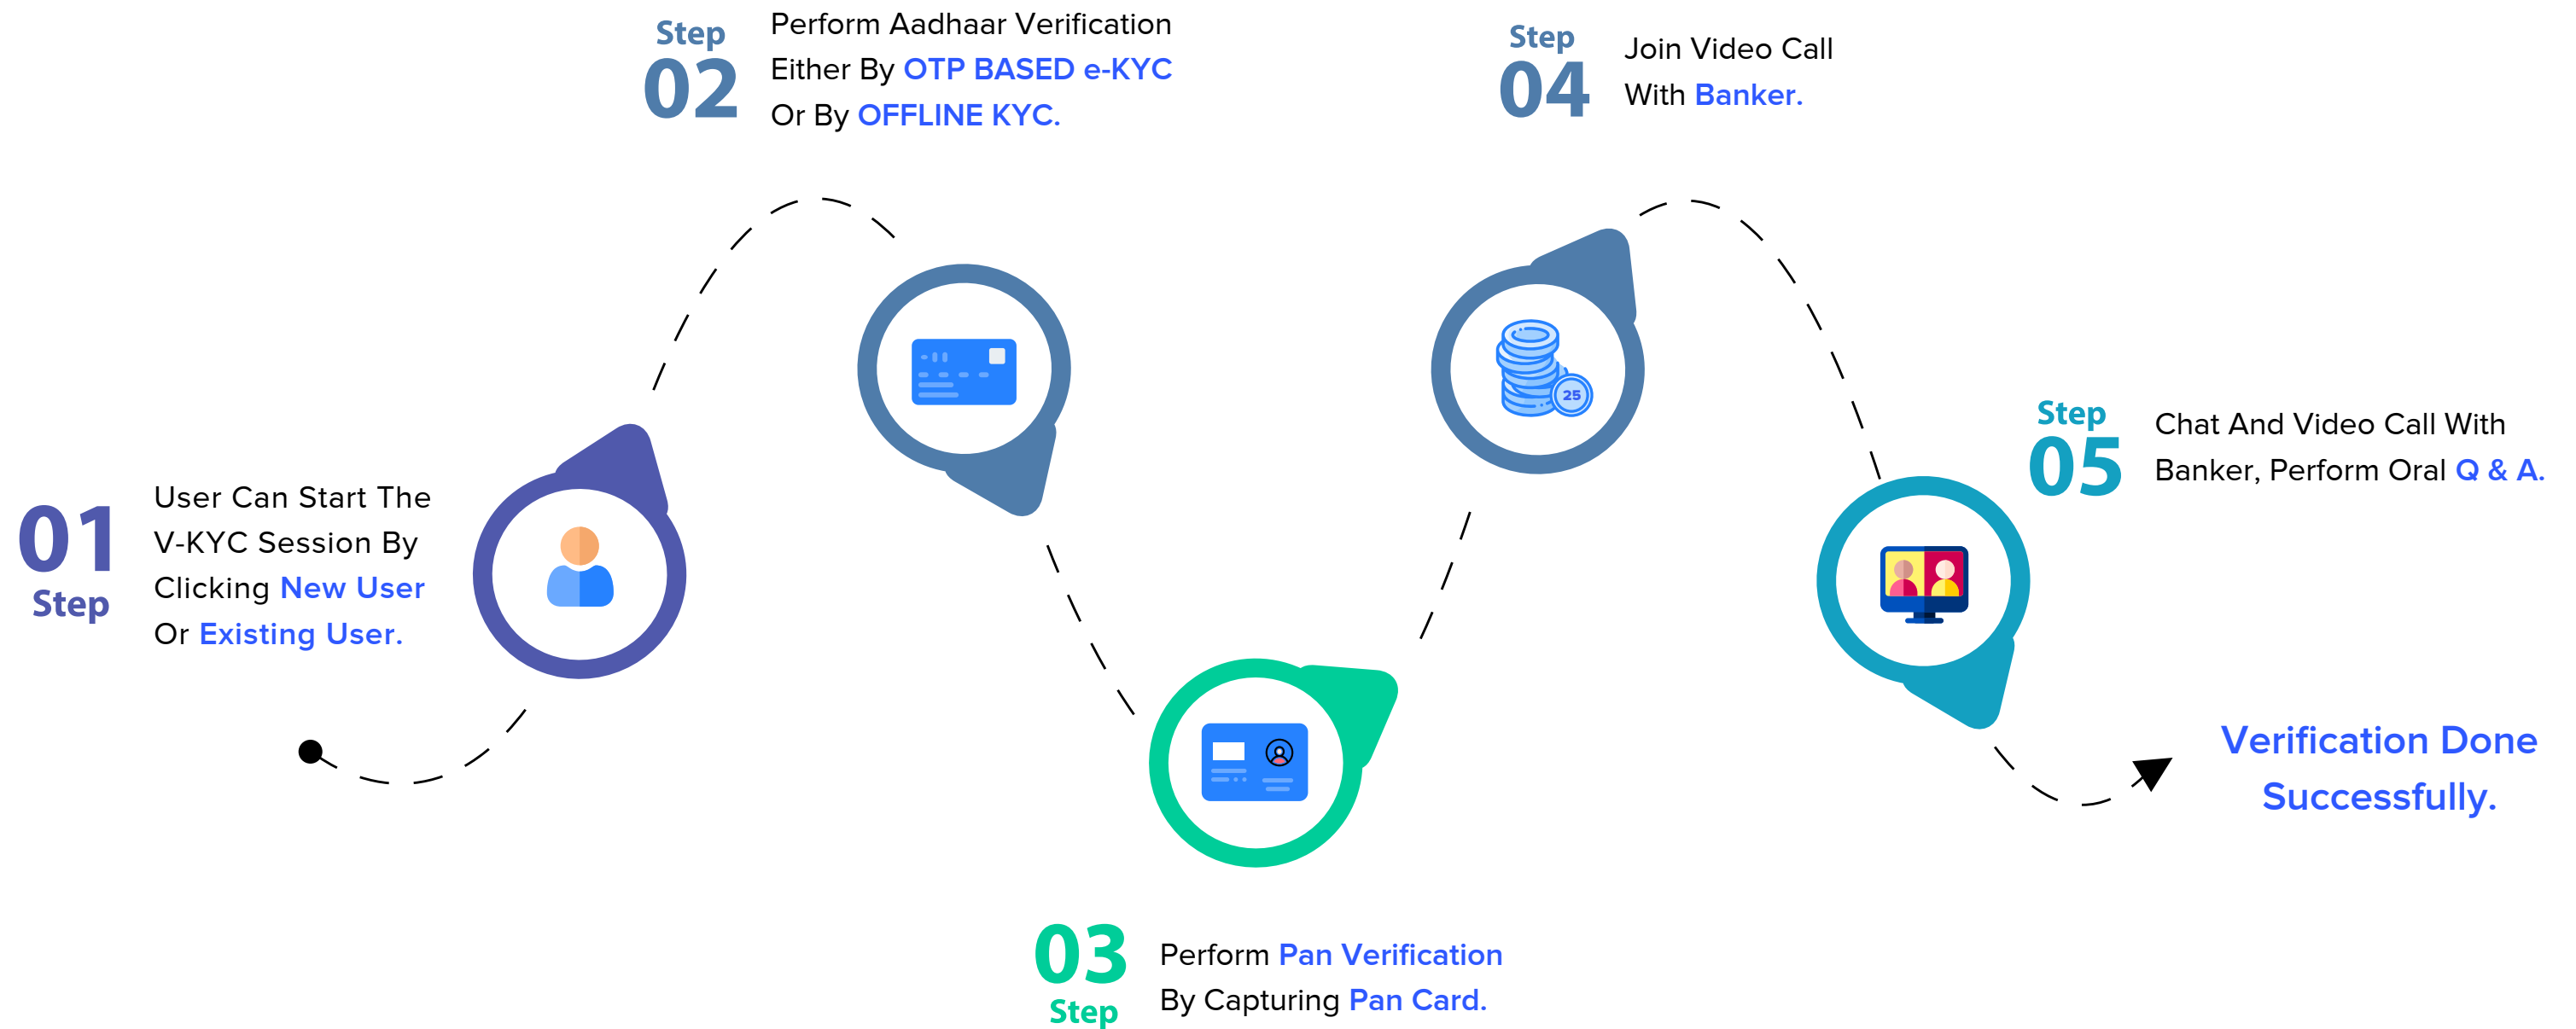 01
Step
User Can Start The
V-KYC Session By
Clicking New User
Or Existing User.
Step
02
Perform Aadhaar Verification
Either By OTP BASED e-KYC
Or By OFFLINE KYC.
03
Step
Perform Pan Verification
By Capturing Pan Card.
Step
04
Join Video Call
With Banker.
25
Step
05
Chat And Video Call With
Banker, Perform Oral Q & A.
Verification Done
Successfully.